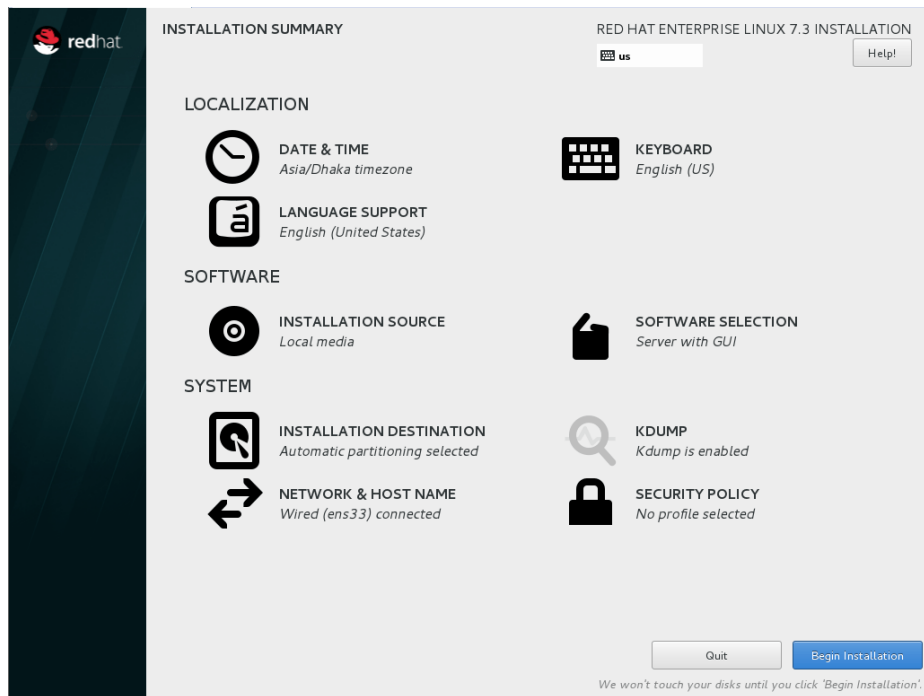 redhat
INSTALLATION SUMMARY
RED HAT ENTERPRISE LINUX 7.3 INSTALLATION
us
Help!
LOCALIZATION
DATE & TIME
Asia/Dhaka timezone
KEYBOARD
English (US)
á
LANGUAGE SUPPORT
English (United States)
SOFTWARE
INSTALLATION SOURCE
Local media
SOFTWARE SELECTION
Server with GUI
SYSTEM
INSTALLATION DESTINATION
Automatic partitioning selected
KDUMP
Kdump is enabled
NETWORK & HOST NAME
Wired (ens33) connected
SECURITY POLICY
No profile selected
Quit
Begin Installation
We won't touch your disks until you click 'Begin Installation'.